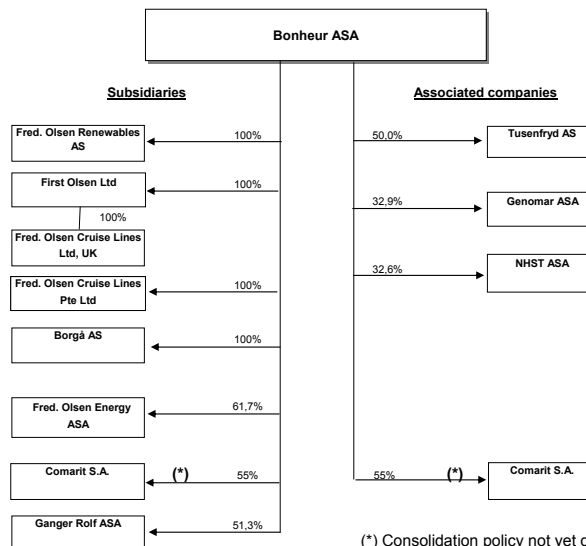 Bonheur ASA
Subsidiaries
Associated companies
Fred. Olsen Renewables
AS
100%
50,0%
Tusenfryd AS
First Olsen Ltd
100%
100%
32,9%
Genomar ASA
Fred. Olsen Cruise Lines
Ltd, UK
32,6%
NHST ASA
Fred. Olsen Cruise Lines
Pte Ltd
100%
Borgå AS
100%
Fred. Olsen Energy
ASA
61,7%
Comarit S.A.
(*)
55%
55%
(*)
Comarit S.A.
Ganger Rolf ASA
51,3%
(*) Consolidation policy not yet